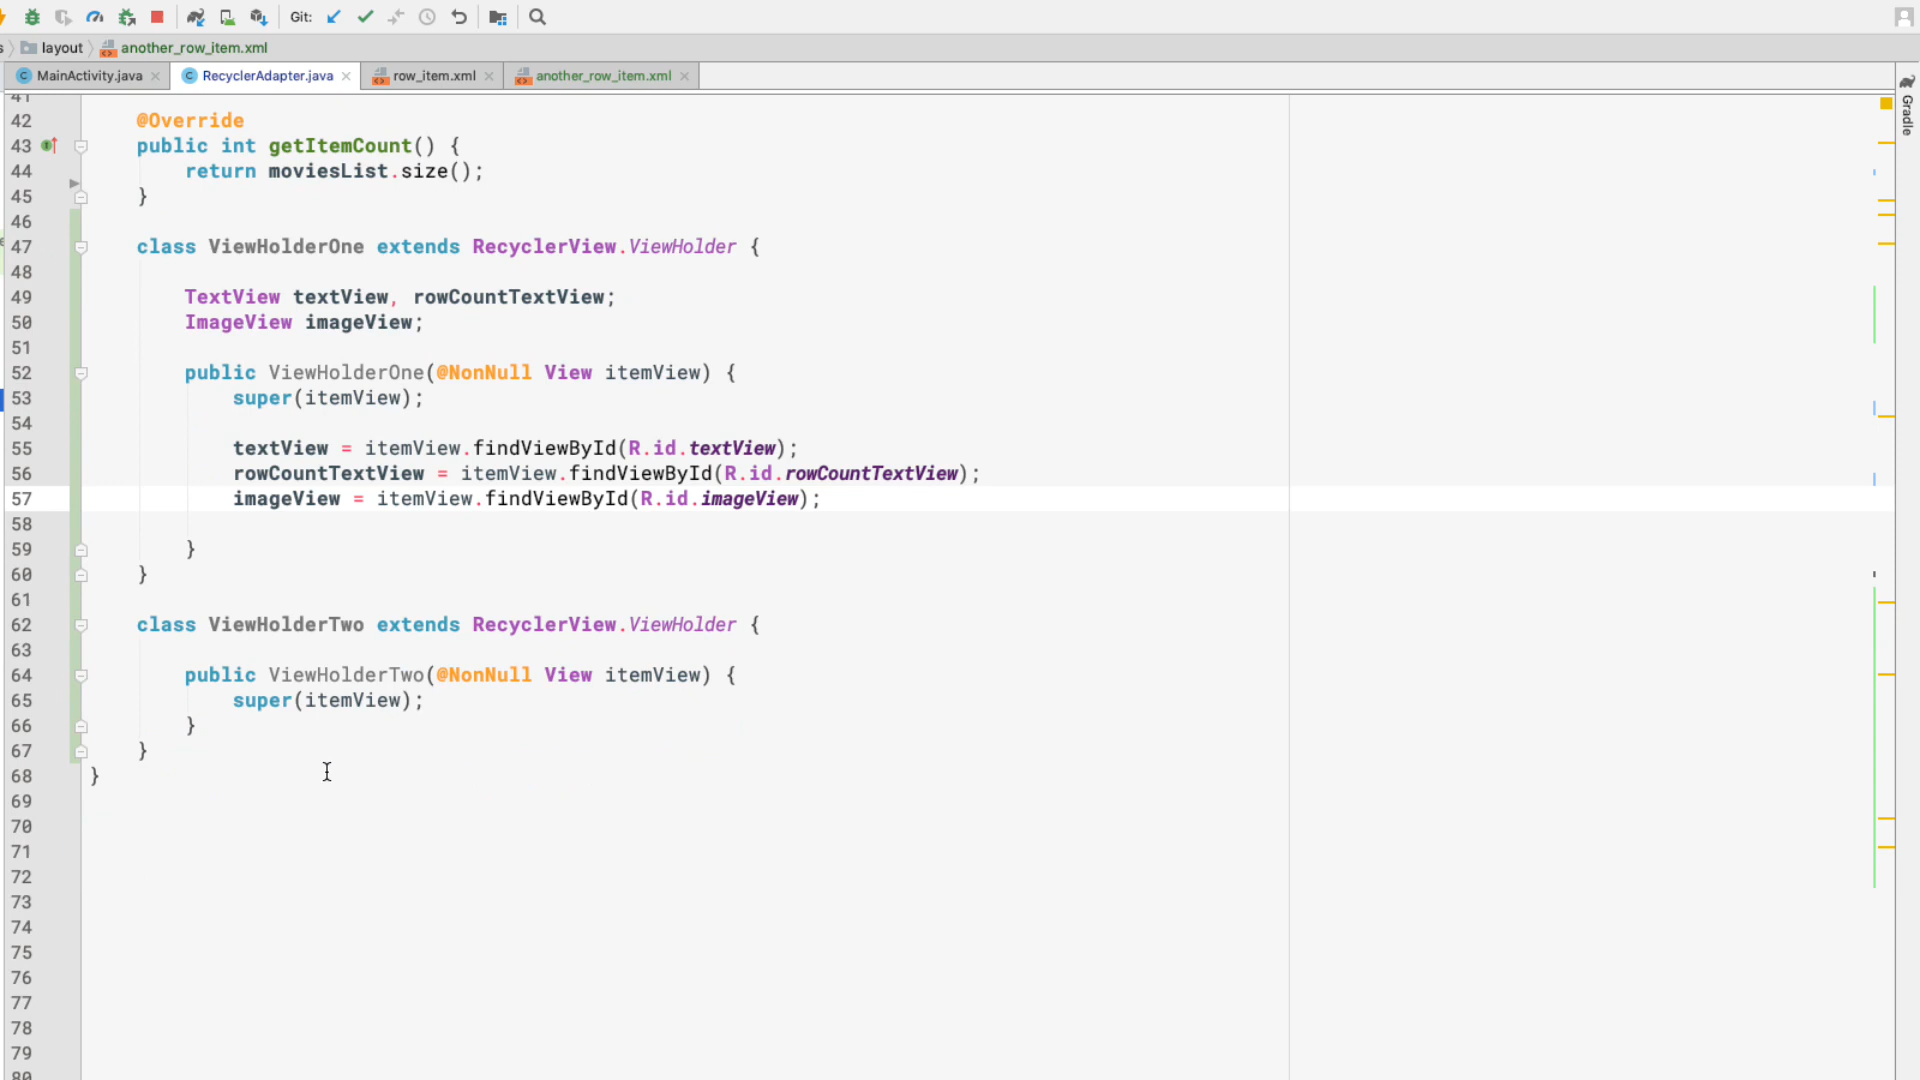 Git:
layout
another_row_item.xml
MainActivity.java
RecyclerAdapter.java
row_item.xml
another_row_item.xml
Gradle
41
42 @Override
43 public int getItemCount() {
44 return moviesList.size();
45 }
46
47 class ViewHolderOne extends RecyclerView.ViewHolder {
48
49 TextView textView, rowCountTextView;
50 ImageView imageView;
51
52 public ViewHolderOne(@NonNull View itemView) {
53 super(itemView);
54
55 textView = itemView.findViewById(R.id.textView);
56 rowCountTextView = itemView.findViewById(R.id.rowCountTextView);
57 imageView = itemView.findViewById(R.id.imageView);
58
59 }
60 }
61
62 class ViewHolderTwo extends RecyclerView.ViewHolder {
63
64 public ViewHolderTwo(@NonNull View itemView) {
65 super(itemView);
66 }
67 }
68 }
69
70
71
72
73
74
75
76
77
78
79
80